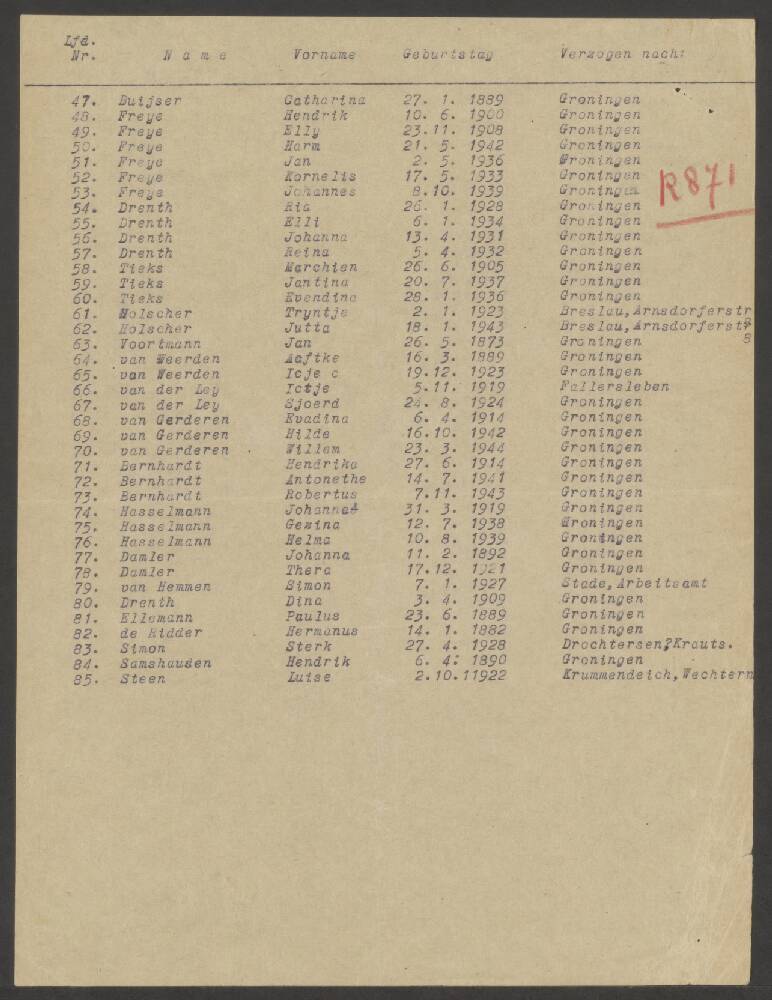 Lfd.
Nr. Name Vorname Geburtstag Verzogen nach:
47. Buijser Catharina 27. 1. 1889 Groningen
48. Freye Hendrik 10. 6. 1900 Groningen
49. Freye Elly 23.11. 1908 Groningen
50. Freye Harm 21. 5. 1942 Groningen
51. Freye Jan 2. 5. 1936 Groningen
52. Freye Kornelis 17. 5. 1933 Groningen
53. Freye Johannes 8.10. 1939 Groningen
R871
54. Drenth Ria 26. 1. 1928 Groningen
55. Drenth Elli 6. 1. 1934 Groningen
56. Drenth Johanna 13. 4. 1931 Groningen
57. Drenth Reina 5. 4. 1932 Groningen
58. Tieks Marchien 26. 6. 1905 Groningen
59. Tieks Jantina 20. 7. 1937 Groningen
60. Tieks Evendina 28. 1. 1936 Groningen
61. Holscher Tryntje 2. 1. 1923 Breslau,Arnsdorferstr
62. Holscher Jutta 18. 1. 1943 Breslau,Arnsdorferst
63. Voortmann Jan 26. 5. 1873 Groningen 8
64. van Weerden Aaftke 16. 3. 1889 Groningen
65. van Weerden Icje c 19.12. 1923 Groningen
66. van der Ley Ictje 5.11. 1919 Fallersleben
67. van der Ley Sjoerd 24. 8. 1924 Groningen
68. van Gerderen Evadina 6. 4. 1914 Groningen
69. van Gerderen Hilde 16.10. 1942 Groningen
70. van Gerderen Willem 23. 3. 1944 Groningen
71. Bernhardt Hendrika 27. 6. 1914 Groningen
72. Bernhardt Antonethe 14. 7. 1941 Groningen
73. Bernhardt Robertus 7.11. 1943 Groningen
74. Hasselmann Johanna 31. 3. 1919 Groningen
75. Hasselmann Gezina 12. 7. 1938 Groningen
76. Hasselmann Helma 10. 8. 1939 Groningen
77. Damler Johanna 11. 2. 1892 Groningen
78. Damler Thera 17.12. 1921 Groningen
79. van Hemmen Simon 7. 1. 1927 Stade,Arbeitsamt
80. Drenth Dina 3. 4. 1909 Groningen
81. Ellemann Paulus 23. 6. 1889 Groningen
82. de Ridder Hermanus 14. 1. 1882 Groningen
83. Simon Sterk 27. 4. 1928 Drochtersen?Krauts.
84. Samshausen Hendrik 6. 4: 1890 Groningen
85. Steen Luise 2.10.11922 Krummendeich,Wechtern